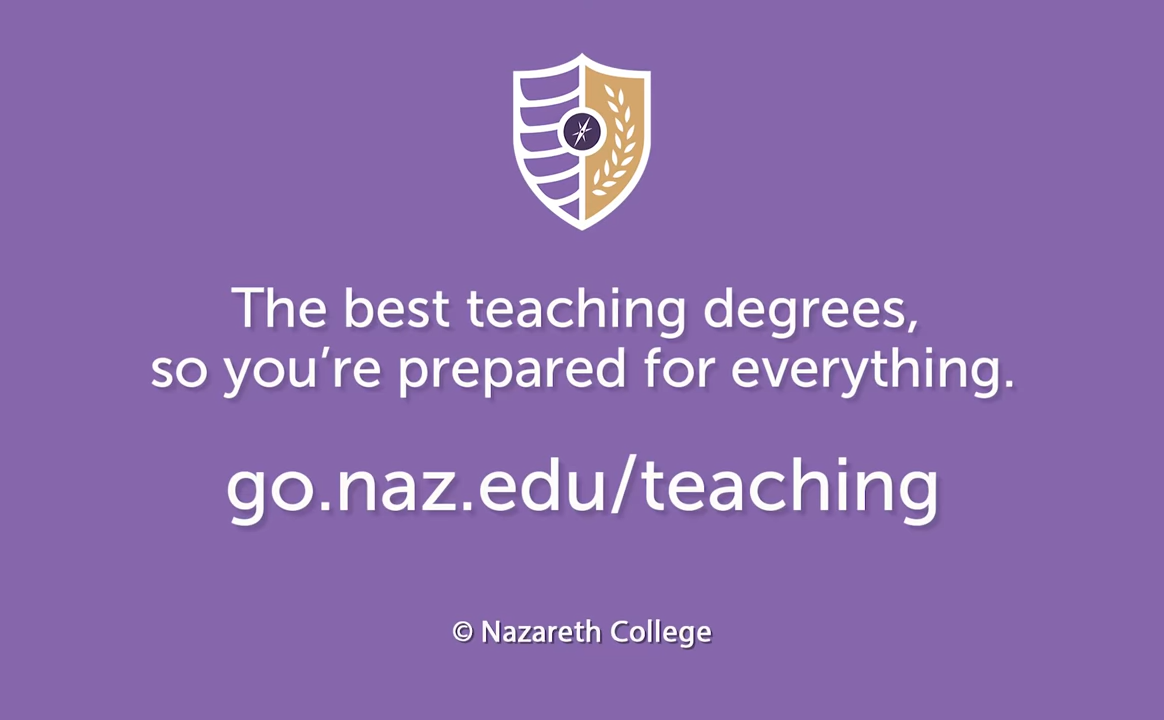 The best teaching degrees,
so you’re prepared for everything.
go.naz.edu/teaching
© Nazareth College